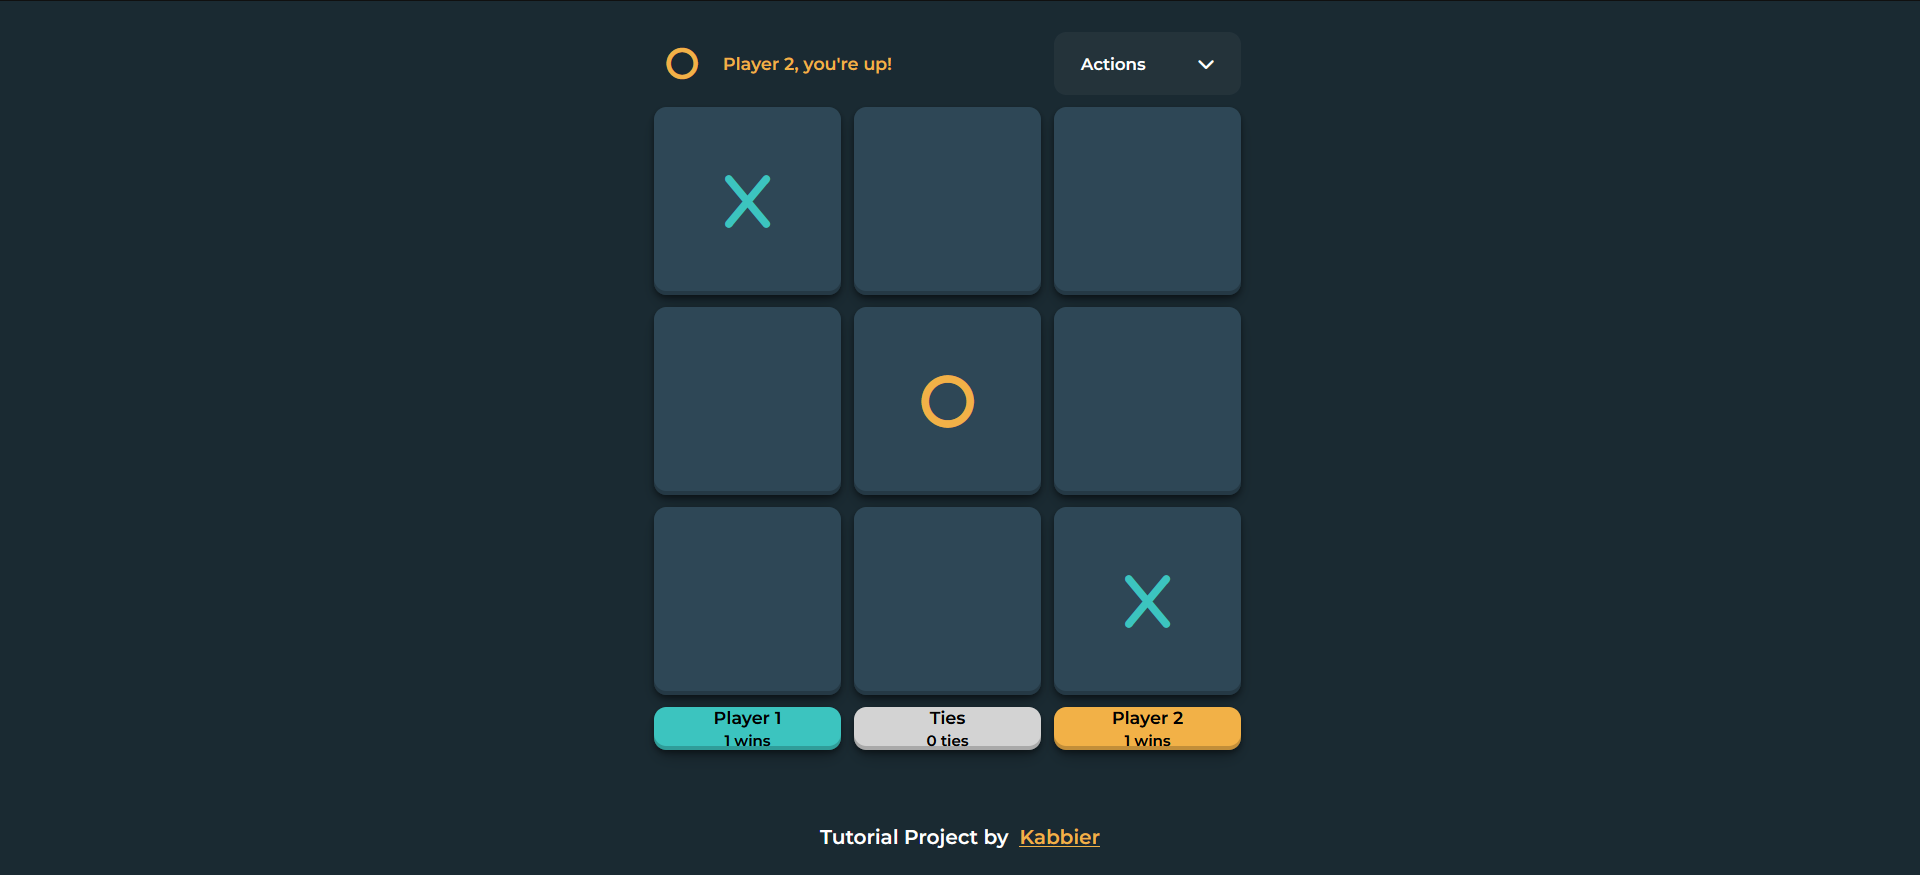 Player 2, you're up!
Actions
Player 1
1 wins
Ties
0 ties
Player 2
1 wins
Tutorial Project by Kabbier